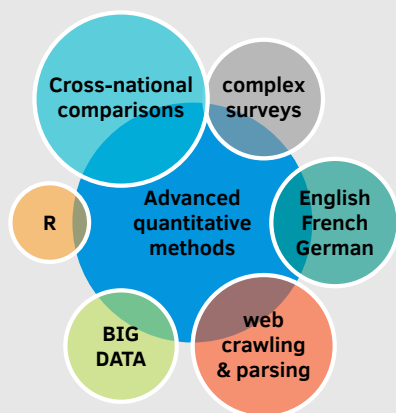 Cross-national
comparisons
complex
surveys
R
Advanced
quantitative
methods
English
French
German
BIG
DATA
web
crawling
& parsing